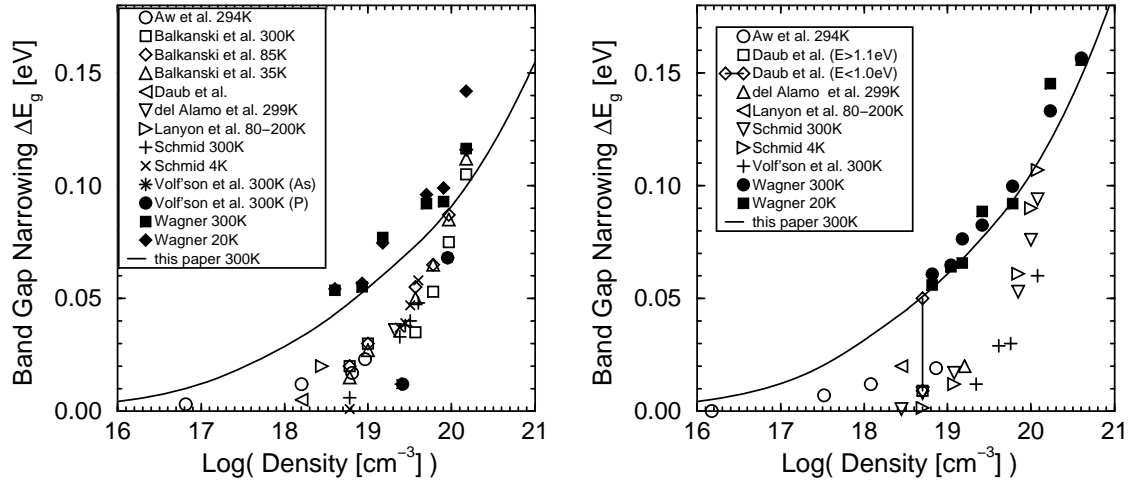 Band Gap Narrowing ΔE_g [eV]
0.15
0.10
0.05
0.00
16 17 18 19 20 21
Log( Density [cm⁻³] )
Aw et al. 294K
Balkanski et al. 300K
Balkanski et al. 85K
Balkanski et al. 35K
Daub et al.
del Alamo et al. 299K
Lanyon et al. 80−200K
Schmid 300K
Schmid 4K
Volf'son et al. 300K (As)
Volf'son et al. 300K (P)
Wagner 300K
Wagner 20K
this paper 300K
Band Gap Narrowing ΔE_g [eV]
0.15
0.10
0.05
0.00
16 17 18 19 20 21
Log( Density [cm⁻³] )
Aw et al. 294K
Daub et al. (E>1.1eV)
Daub et al. (E<1.0eV)
del Alamo et al. 299K
Lanyon et al. 80−200K
Schmid 300K
Schmid 4K
Volf'son et al. 300K
Wagner 300K
Wagner 20K
this paper 300K